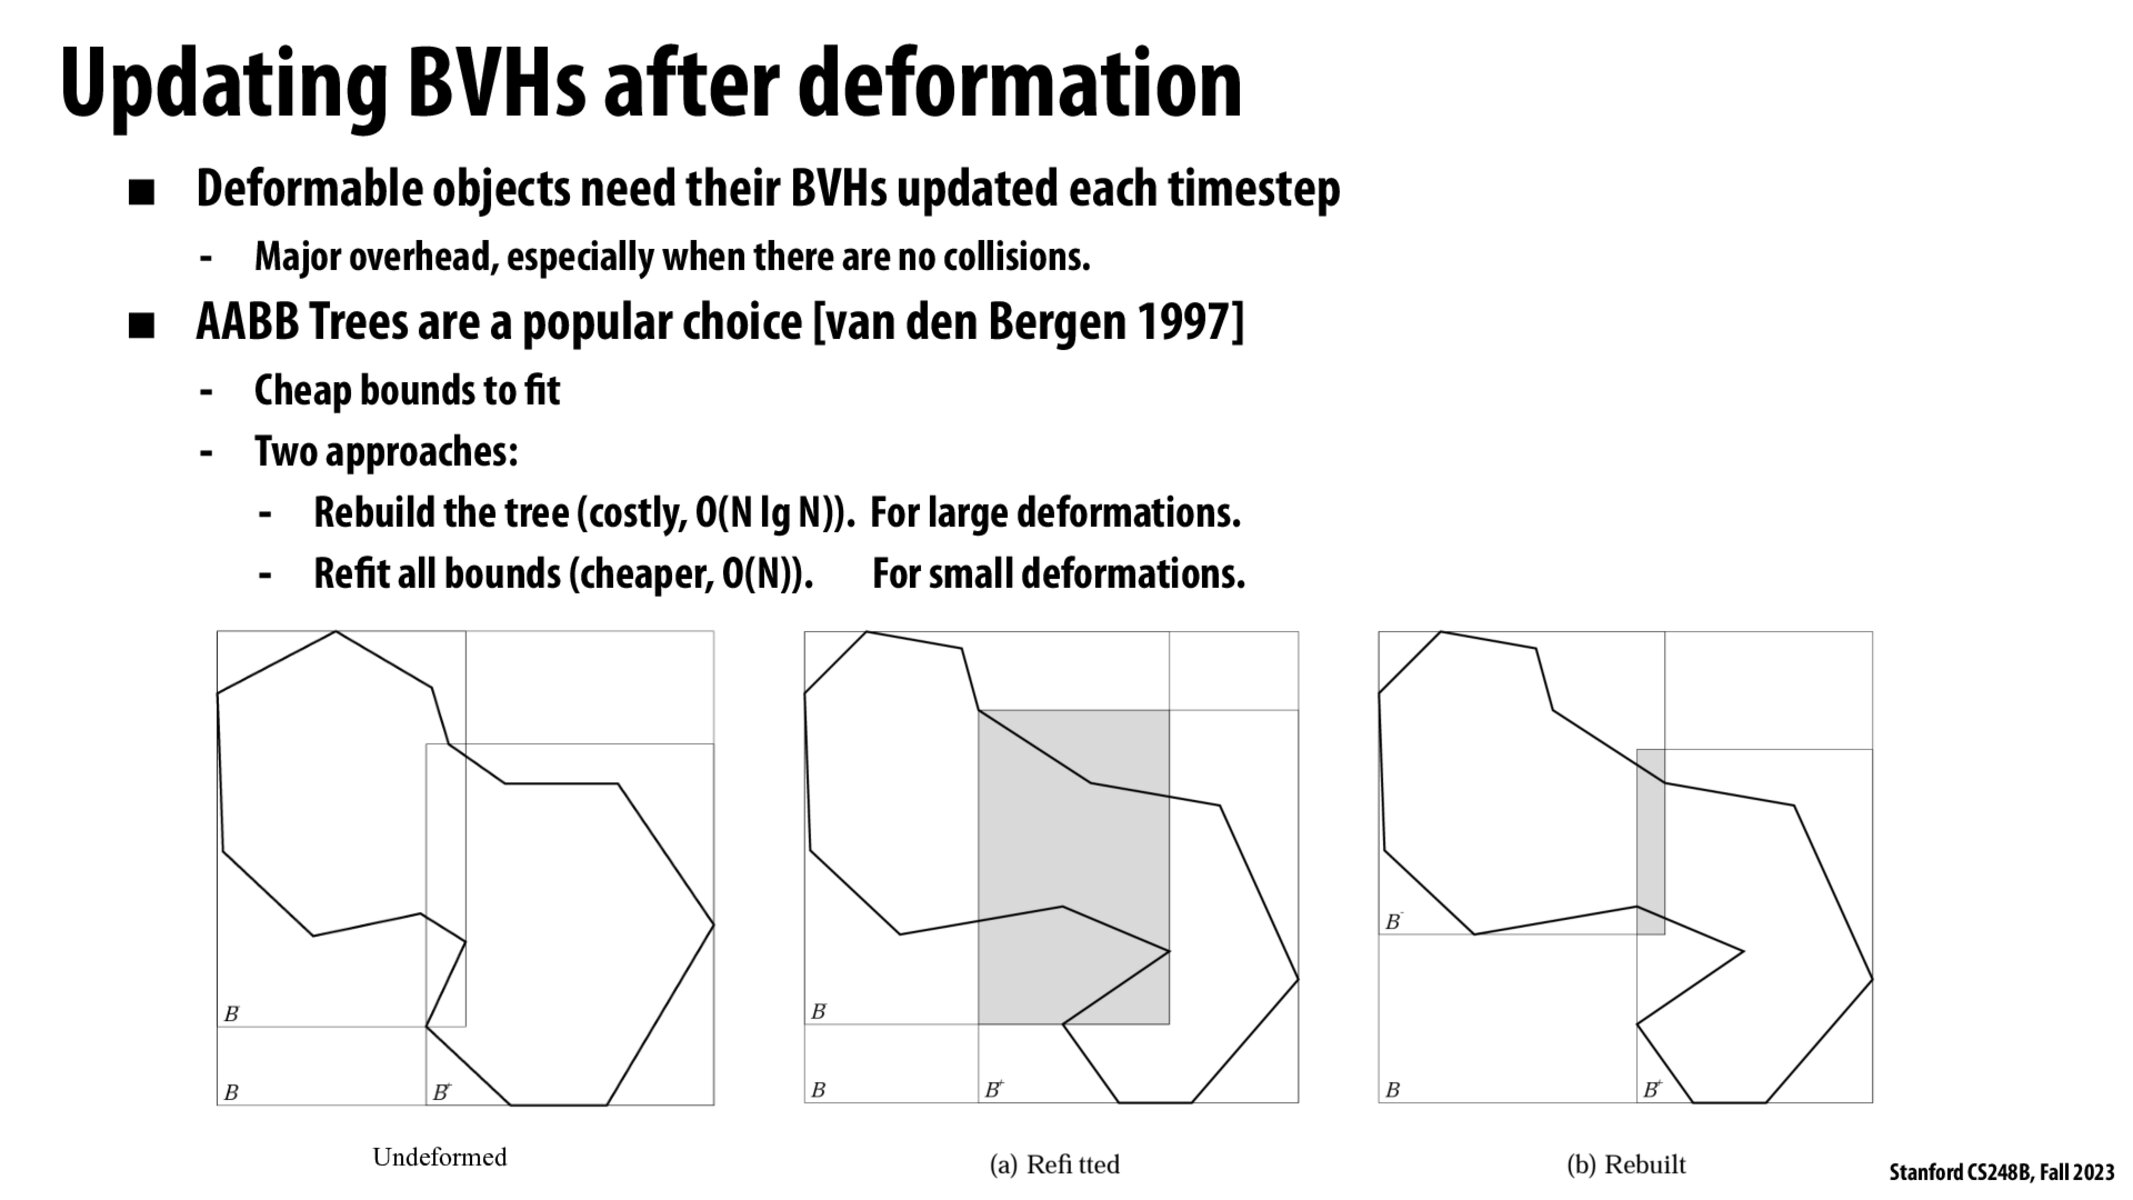 Updating BVHs after deformation
■ Deformable objects need their BVHs updated each timestep
- Major overhead, especially when there are no collisions.
■ AABB Trees are a popular choice [van den Bergen 1997]
- Cheap bounds to fit
- Two approaches:
- Rebuild the tree (costly, O(N lg N)). For large deformations.
- Refit all bounds (cheaper, O(N)). For small deformations.
B
B B⁺
Undeformed
B
B B⁺
(a) Refi tted
B⁻
B B⁺
(b) Rebuilt
Stanford CS248B, Fall 2023